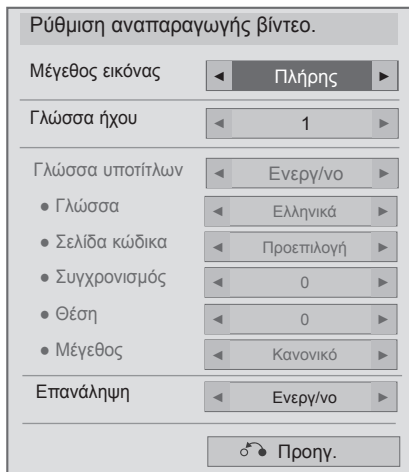 Ρύθμιση αναπαραγωγής βίντεο.
Μέγεθος εικόνας ◄ Πλήρης ►
Γλώσσα ήχου ◄ 1 ►
Γλώσσα υποτίτλων ◄ Ενεργ/νο ►
● Γλώσσα ◄ Ελληνικά ►
● Σελίδα κώδικα ◄ Προεπιλογή ►
● Συγχρονισμός ◄ 0 ►
● Θέση ◄ 0 ►
● Μέγεθος ◄ Κανονικό ►
Επανάληψη ◄ Ενεργ/νο ►
Προηγ.